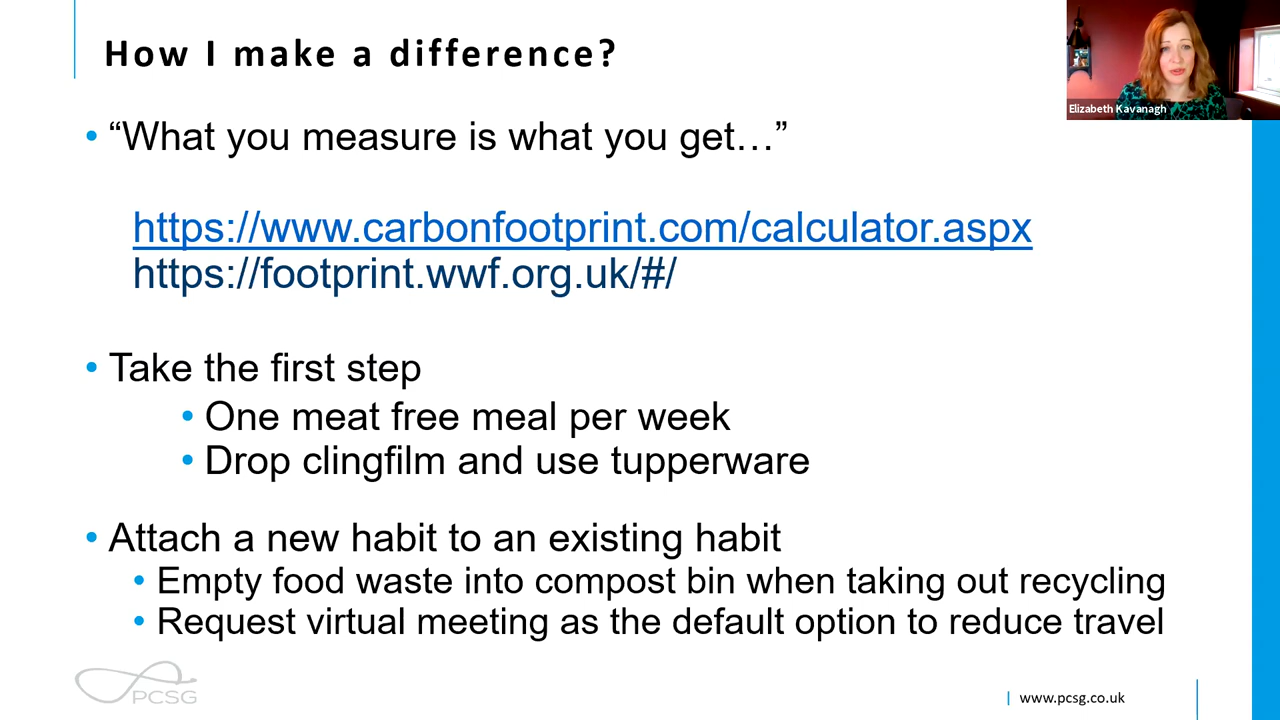 How I make a difference?
Elizabeth Kavanagh
• “What you measure is what you get…”
https://www.carbonfootprint.com/calculator.aspx
https://footprint.wwf.org.uk/#/
• Take the first step
• One meat free meal per week
• Drop clingfilm and use tupperware
• Attach a new habit to an existing habit
• Empty food waste into compost bin when taking out recycling
• Request virtual meeting as the default option to reduce travel
PCSG
| www.pcsg.co.uk